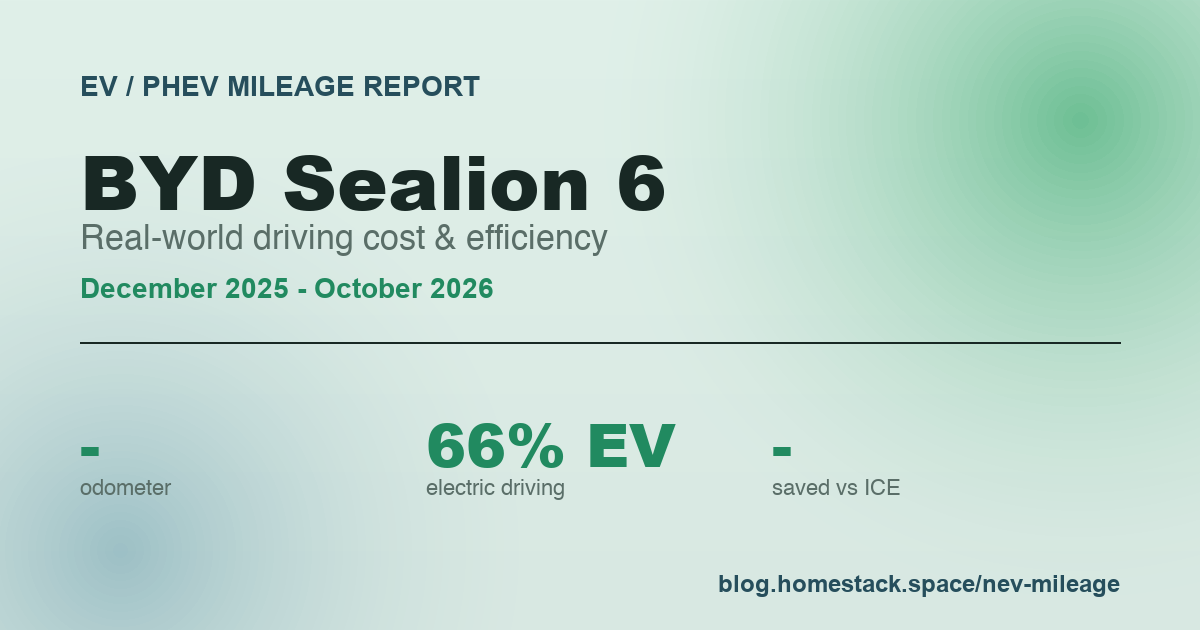 EV / PHEV MILEAGE REPORT
BYD Sealion 6
Real-world driving cost & efficiency
December 2025 - October 2026
- 66% EV -
odometer electric driving saved vs ICE
blog.homestack.space/nev-mileage